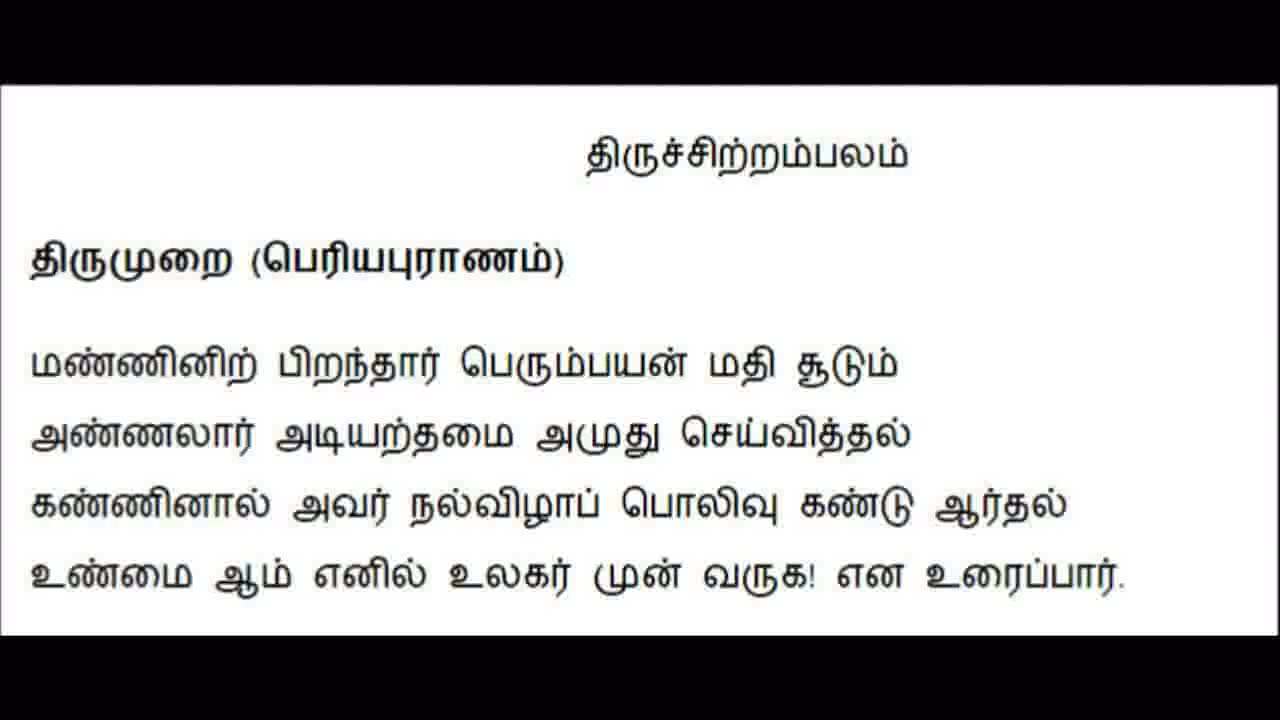 திருச்சிற்றம்பலம்
திருமுறை (பெரியபுராணம்)
மண்ணினிற் பிறந்தார் பெரும்பயன் மதி சூடும்
அண்ணலார் அடியற்தமை அமுது செய்வித்தல்
கண்ணினால் அவர் நல்விழாப் பொலிவு கண்டு ஆர்தல்
உண்மை ஆம் எனில் உலகர் முன் வருக! என உரைப்பார்.